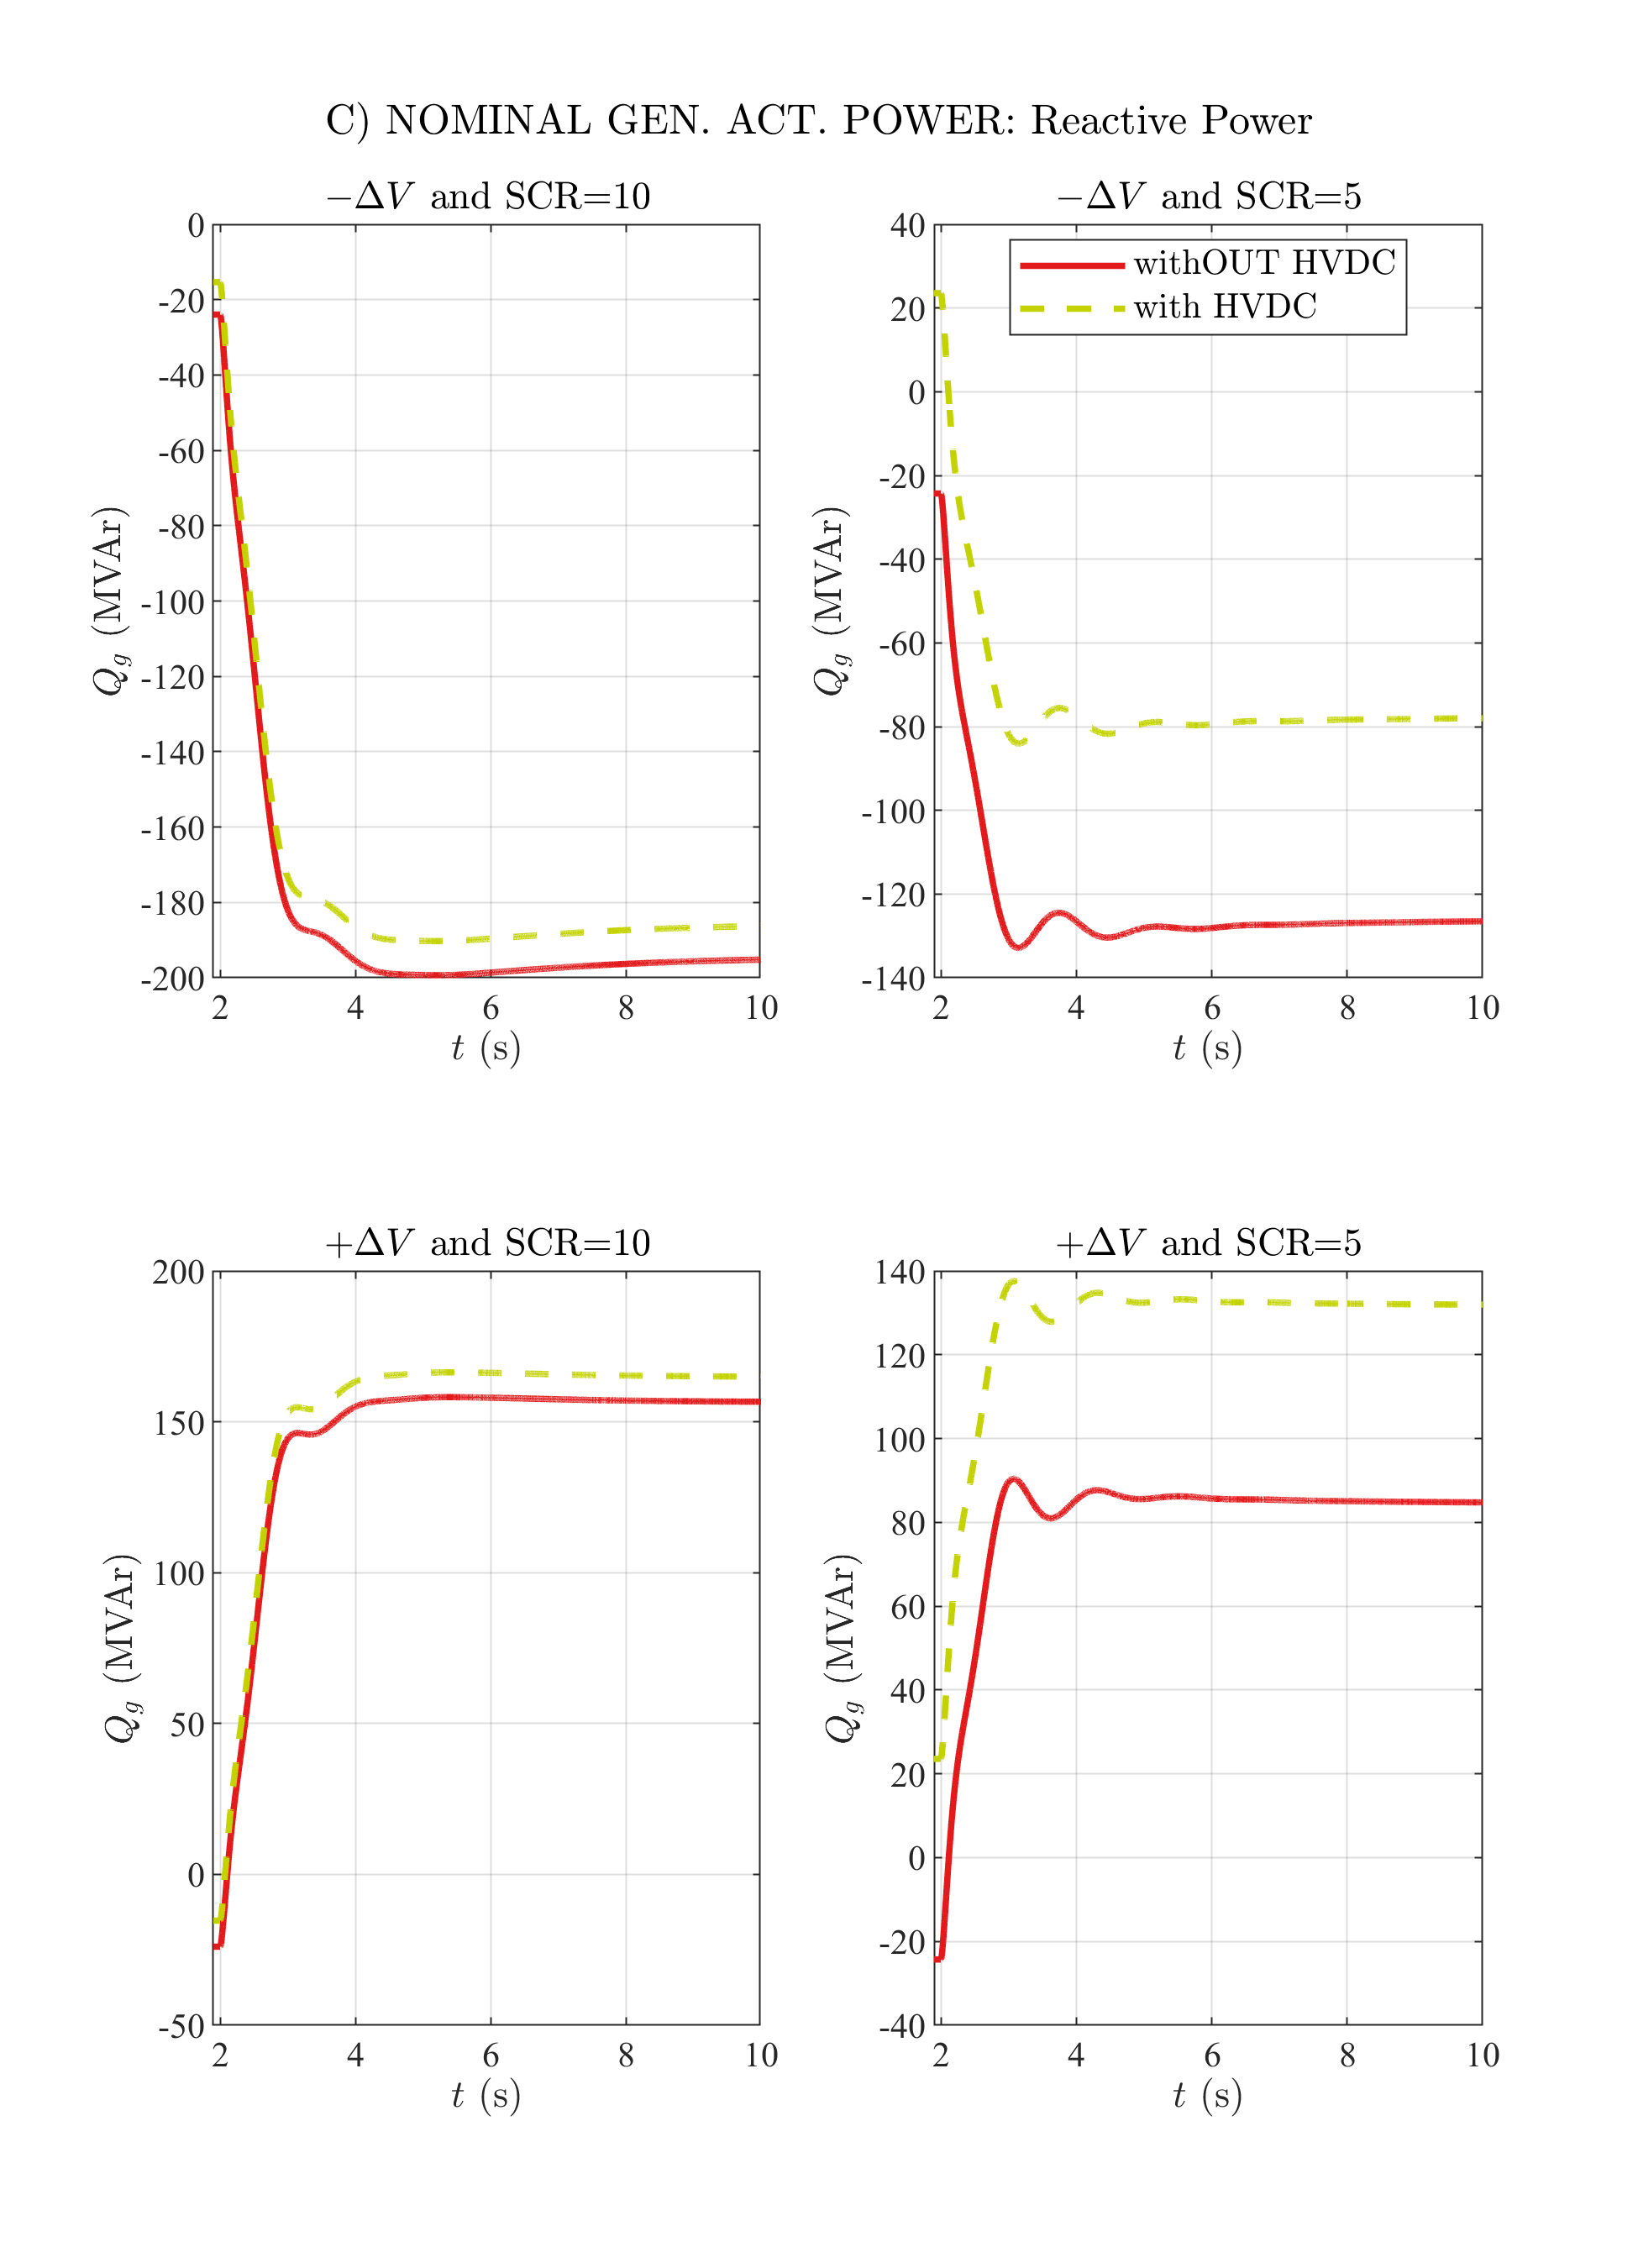 C) NOMINAL GEN. ACT. POWER: Reactive Power
−ΔV and SCR=10
0
-20
-40
-60
-80
-100
-120
-140
-160
-180
-200
Q_g (MVAr)
2 4 6 8 10
t (s)
−ΔV and SCR=5
withOUT HVDC
with HVDC
40
20
0
-20
-40
-60
-80
-100
-120
-140
Q_g (MVAr)
2 4 6 8 10
t (s)
+ΔV and SCR=10
200
150
100
50
0
-50
Q_g (MVAr)
2 4 6 8 10
t (s)
+ΔV and SCR=5
140
120
100
80
60
40
20
0
-20
-40
Q_g (MVAr)
2 4 6 8 10
t (s)